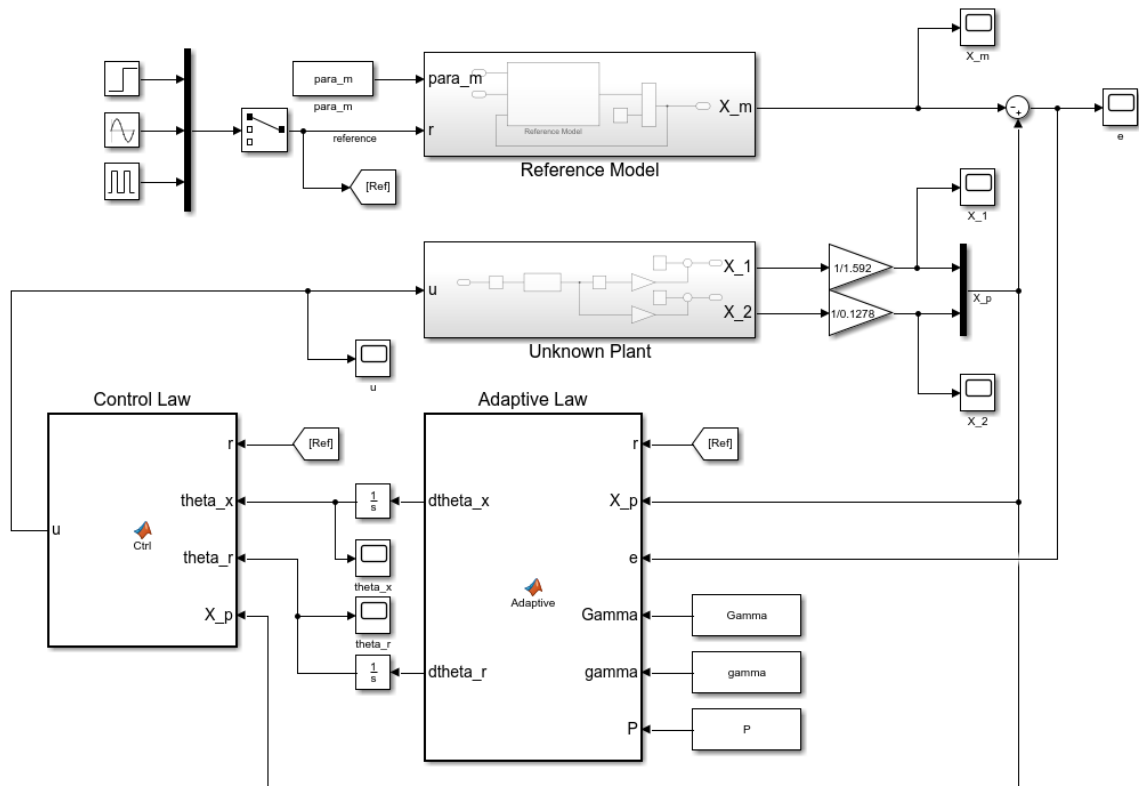 X_m
para_m
para_m
para_m
Reference Model
X_m
-
+
e
r
reference
Reference Model
[Ref]
X_1
X_1
1/1.592
u
X_2
1/0.1278
X_p
Unknown Plant
u
X_2
Control Law
Adaptive Law
r
[Ref]
r
[Ref]
theta_x
1
s
dtheta_x
X_p
u
Ctrl
theta_r
theta_x
e
Adaptive
X_p
theta_r
Gamma
Gamma
1
s
dtheta_r
gamma
gamma
P
P